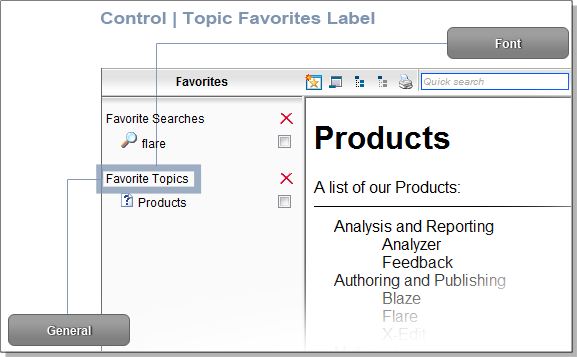 Control | Topic Favorites Label
Font
Favorites
Quick search
Favorite Searches
flare
Favorite Topics
Products
Products
A list of our Products:
Analysis and Reporting
Analyzer
Feedback
Authoring and Publishing
Blaze
Flare
X-Edit
General